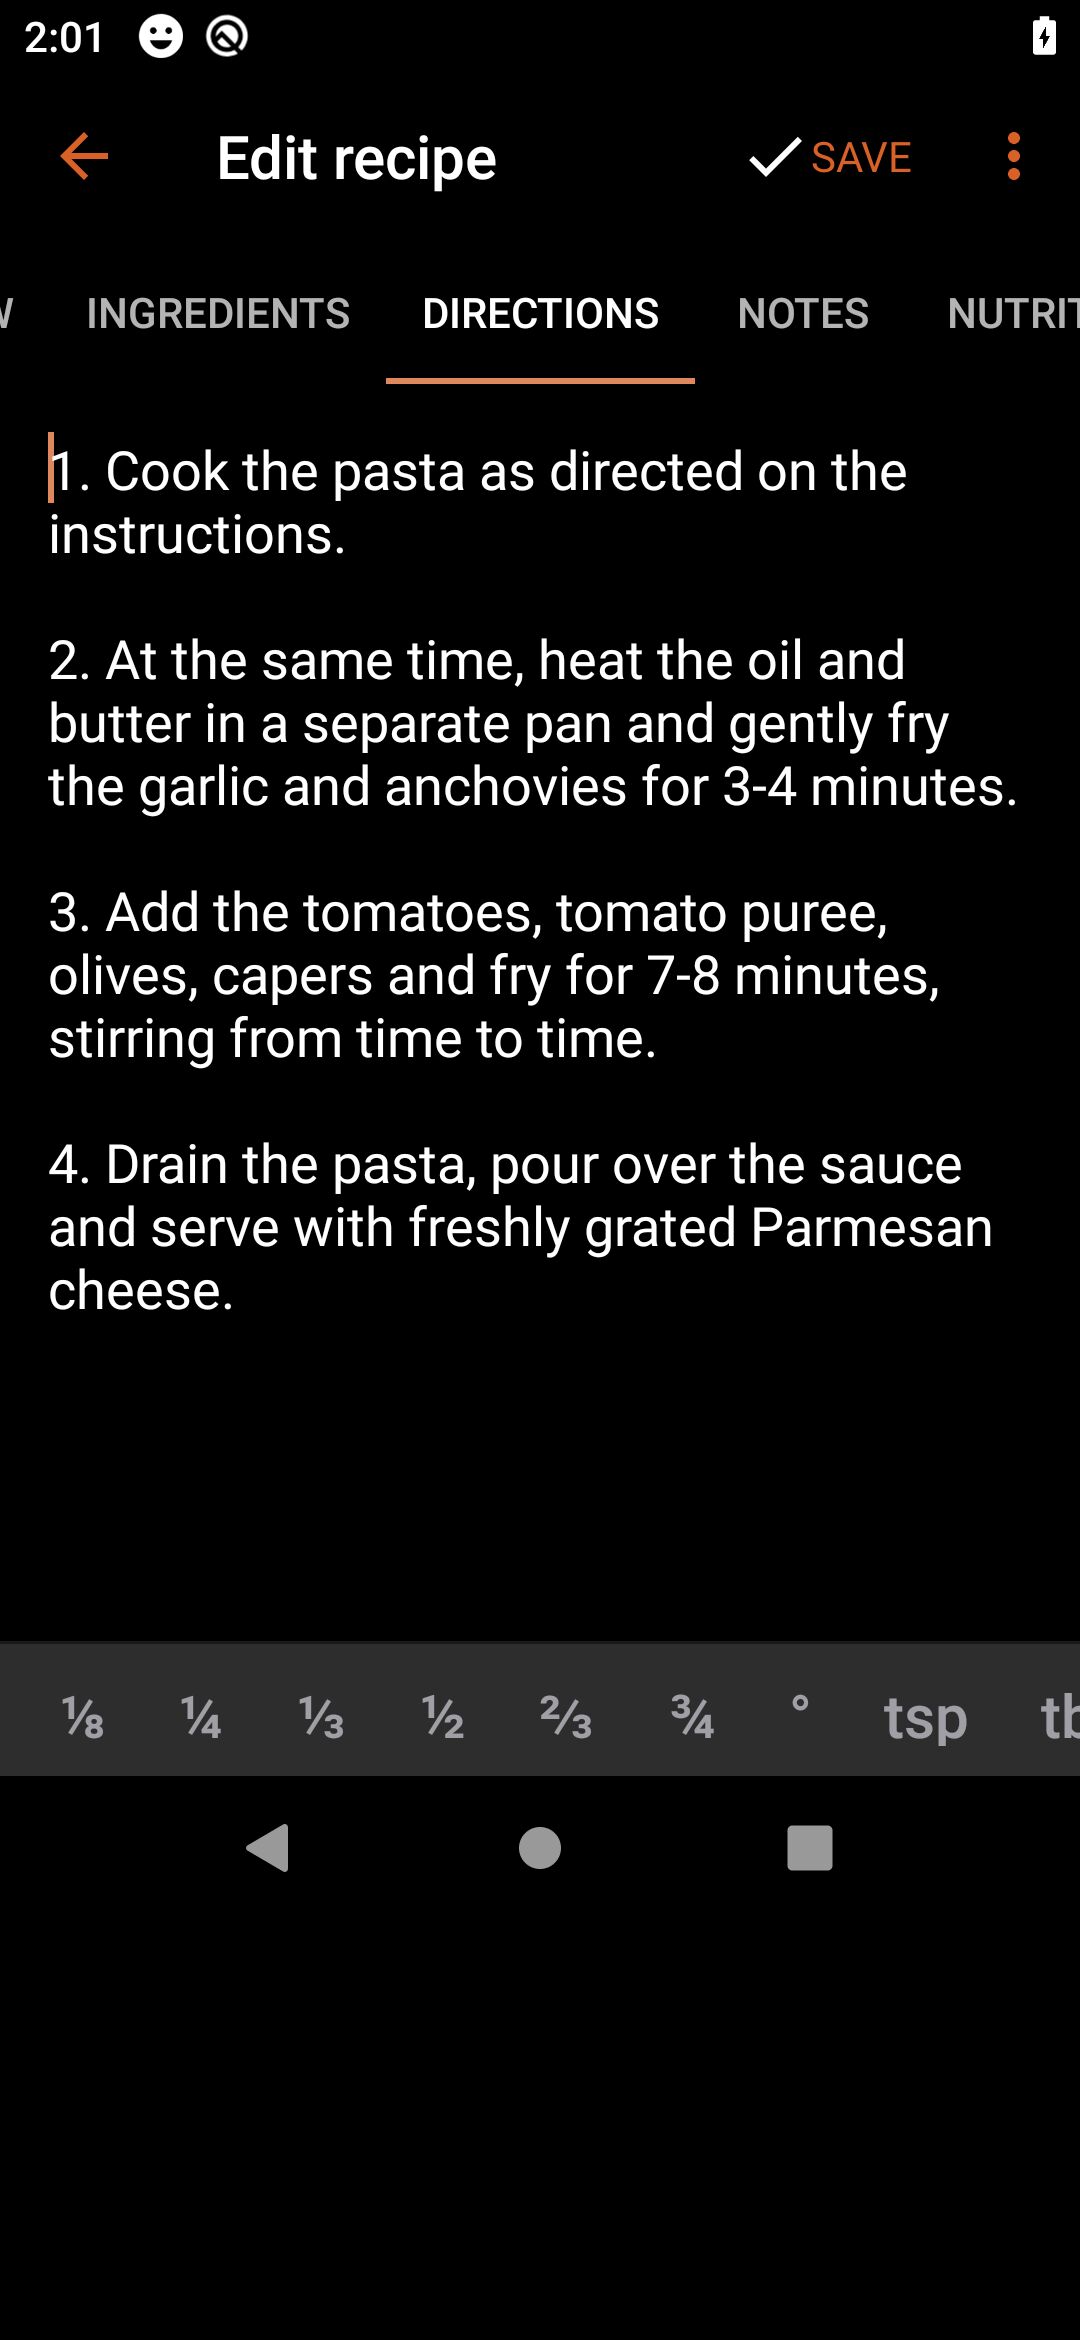 2:01
Edit recipe
SAVE
W
INGREDIENTS
DIRECTIONS
NOTES
NUTRIT
1. Cook the pasta as directed on the
instructions.
2. At the same time, heat the oil and
butter in a separate pan and gently fry
the garlic and anchovies for 3-4 minutes.
3. Add the tomatoes, tomato puree,
olives, capers and fry for 7-8 minutes,
stirring from time to time.
4. Drain the pasta, pour over the sauce
and serve with freshly grated Parmesan
cheese.
⅛ ¼ ⅓ ½ ⅔ ¾ ° tsp tb